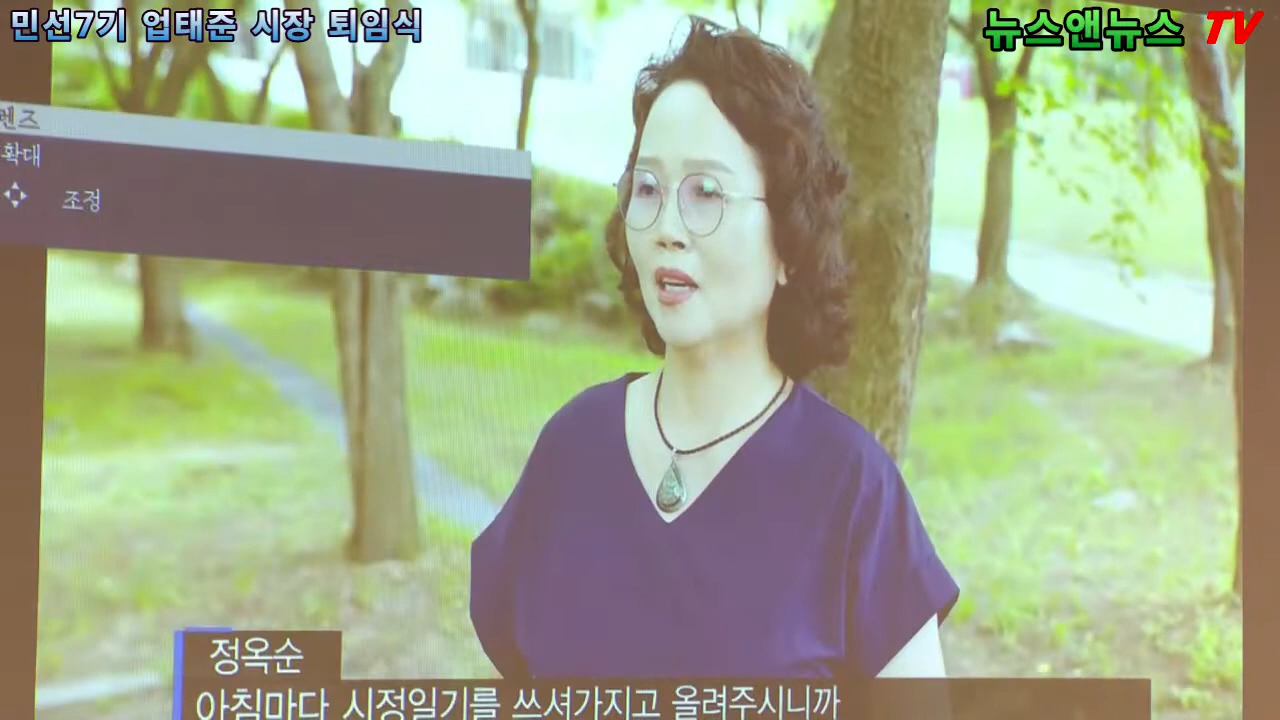 민선7기 업태준 시장 퇴임식
뉴스앤뉴스 TV
렌즈
확대
조정
정옥순
아침마다 시정일기를 쓰셔가지고 올려주시니까